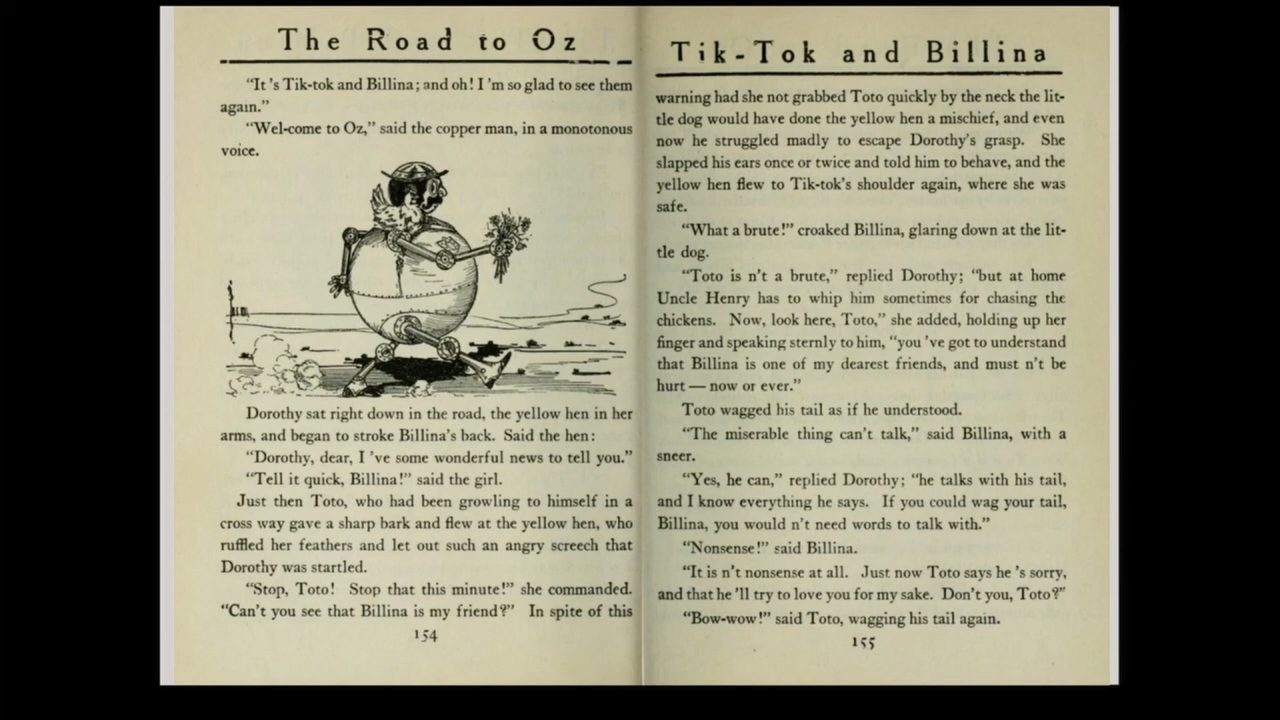 The Road to Oz
"It's Tik-tok and Billina; and oh! I'm so glad to see them
again."
"Wel-come to Oz," said the copper man, in a monotonous
voice.
Dorothy sat right down in the road, the yellow hen in her
arms, and began to stroke Billina's back. Said the hen:
"Dorothy, dear, I've some wonderful news to tell you."
"Tell it quick, Billina!" said the girl.
Just then Toto, who had been growling to himself in a
cross way gave a sharp bark and flew at the yellow hen, who
ruffled her feathers and let out such an angry screech that
Dorothy was startled.
"Stop, Toto! Stop that this minute!" she commanded.
"Can't you see that Billina is my friend?" In spite of this
154
Tik-Tok and Billina
warning had she not grabbed Toto quickly by the neck the lit-
tle dog would have done the yellow hen a mischief, and even
now he struggled madly to escape Dorothy's grasp. She
slapped his ears once or twice and told him to behave, and the
yellow hen flew to Tik-tok's shoulder again, where she was
safe.
"What a brute!" croaked Billina, glaring down at the lit-
tle dog.
"Toto is n't a brute," replied Dorothy; "but at home
Uncle Henry has to whip him sometimes for chasing the
chickens. Now, look here, Toto," she added, holding up her
finger and speaking sternly to him, "you 've got to understand
that Billina is one of my dearest friends, and must n't be
hurt — now or ever."
Toto wagged his tail as if he understood.
"The miserable thing can't talk," said Billina, with a
sneer.
"Yes, he can," replied Dorothy; "he talks with his tail,
and I know everything he says. If you could wag your tail,
Billina, you would n't need words to talk with."
"Nonsense!" said Billina.
"It is n't nonsense at all. Just now Toto says he 's sorry,
and that he 'll try to love you for my sake. Don't you, Toto?"
"Bow-wow!" said Toto, wagging his tail again.
155